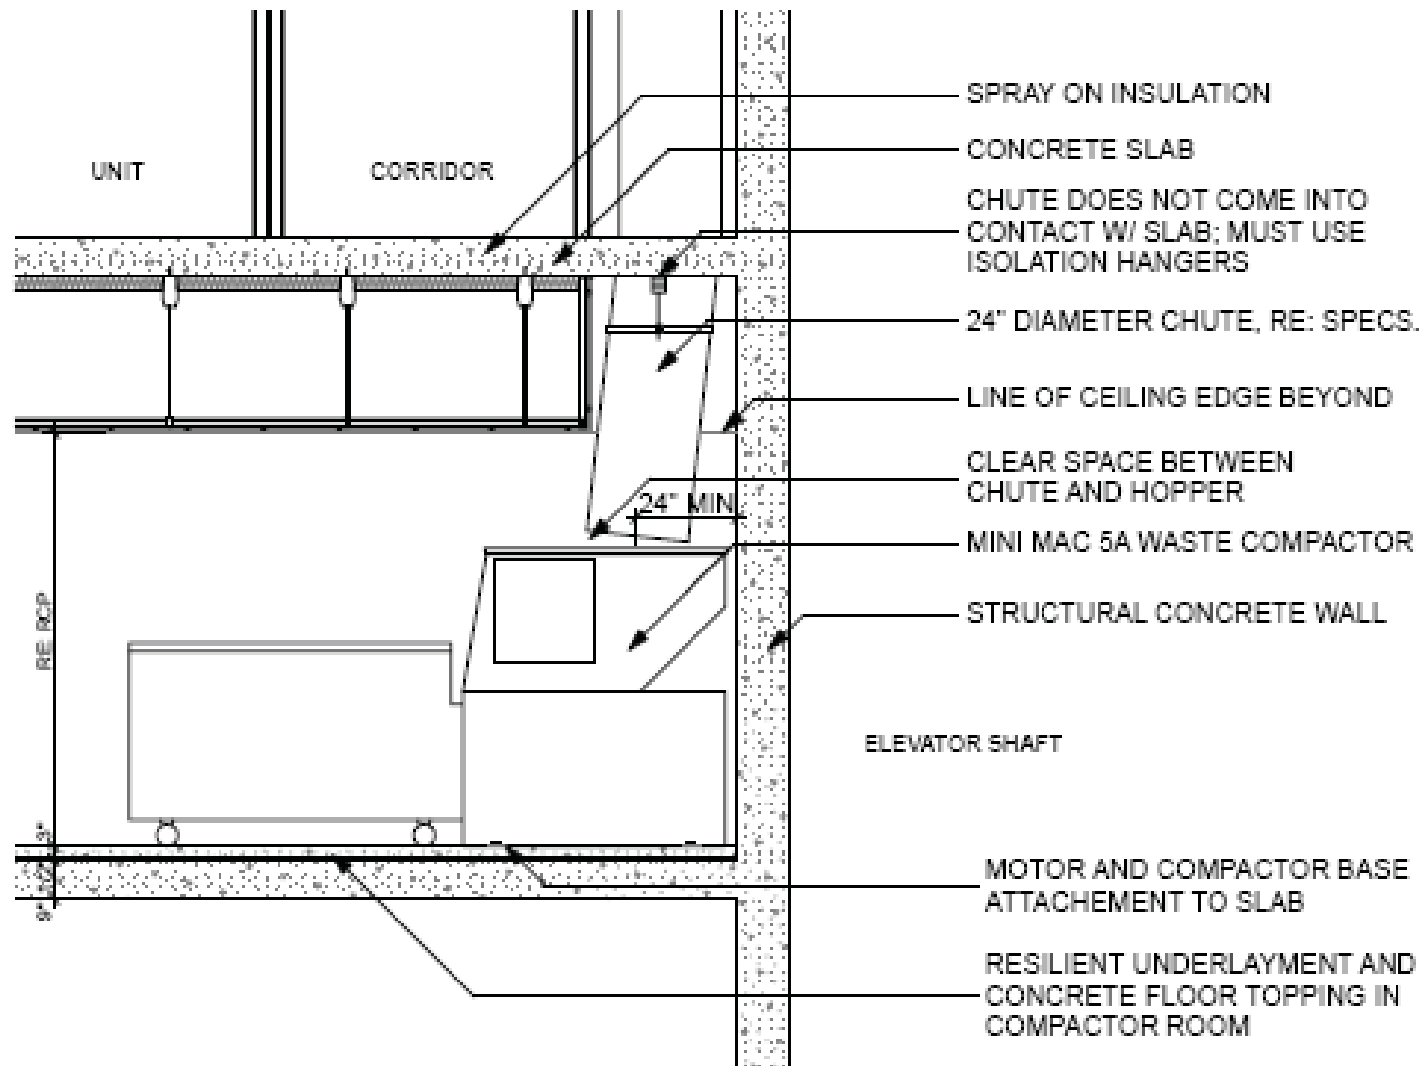 SPRAY ON INSULATION
CONCRETE SLAB
UNIT
CORRIDOR
CHUTE DOES NOT COME INTO
CONTACT W/ SLAB; MUST USE
ISOLATION HANGERS
24" DIAMETER CHUTE, RE: SPECS.
LINE OF CEILING EDGE BEYOND
CLEAR SPACE BETWEEN
CHUTE AND HOPPER
24" MIN.
MINI MAC 5A WASTE COMPACTOR
STRUCTURAL CONCRETE WALL
RE: RCP
ELEVATOR SHAFT
3"
MOTOR AND COMPACTOR BASE
ATTACHEMENT TO SLAB
RESILIENT UNDERLAYMENT AND
CONCRETE FLOOR TOPPING IN
COMPACTOR ROOM